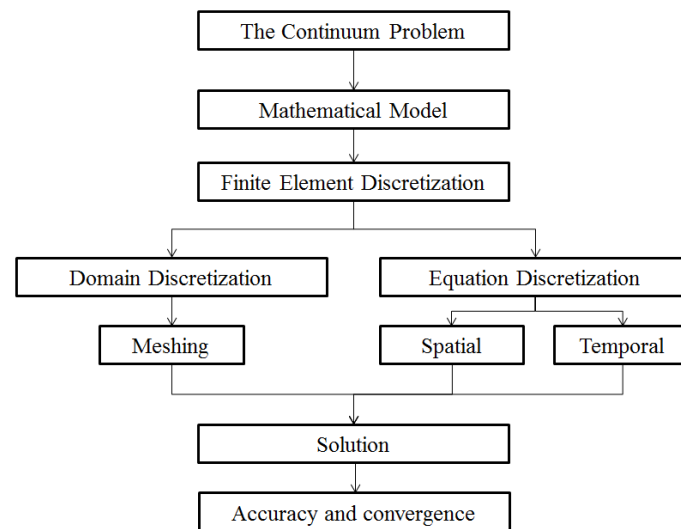 The Continuum Problem
Mathematical Model
Finite Element Discretization
Domain Discretization
Equation Discretization
Meshing
Spatial
Temporal
Solution
Accuracy and convergence